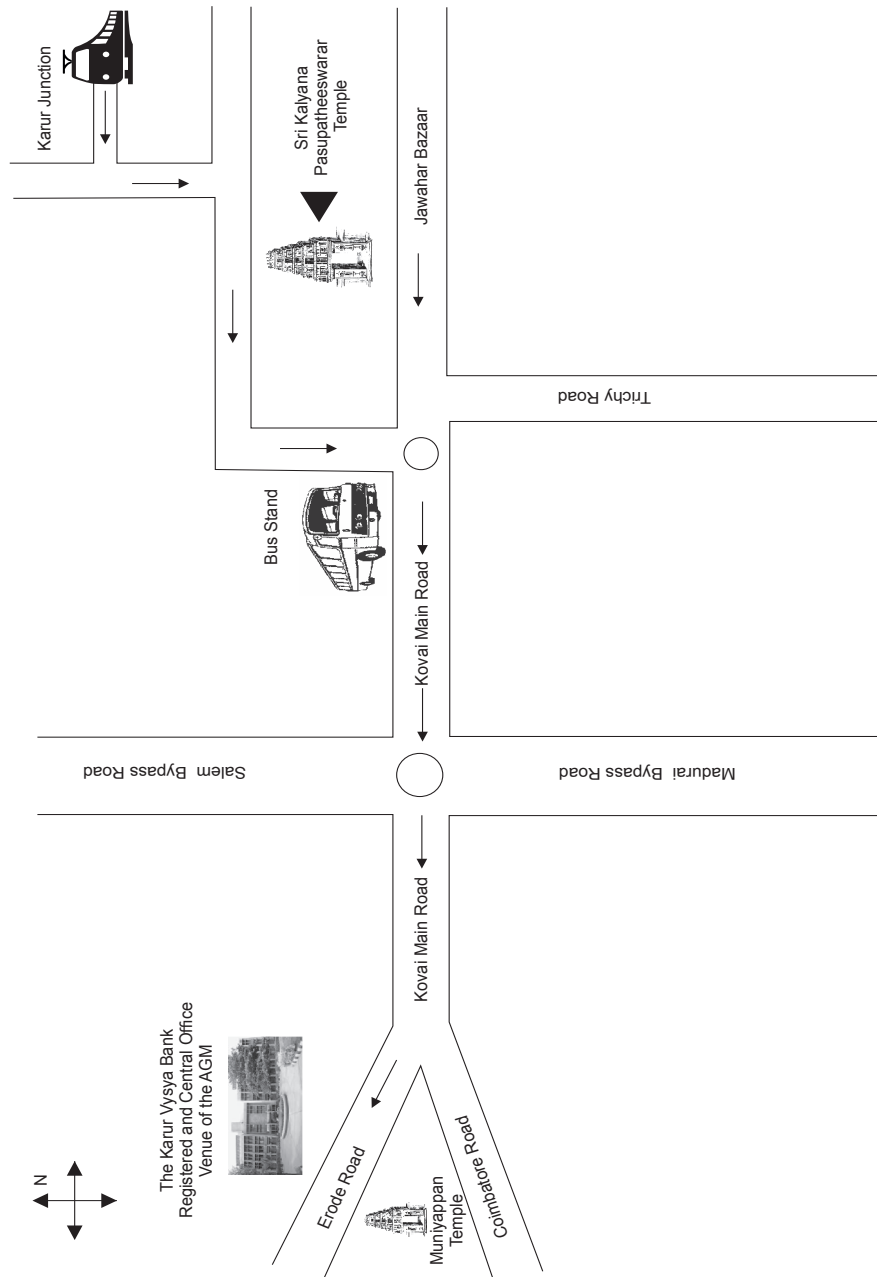 N
Karur Junction
The Karur Vysya Bank
Registered and Central Office
Venue of the AGM
Salem Bypass Road
Bus Stand
Sri Kalyana
Pasupatheeswarar
Temple
Erode Road
Kovai Main Road
Kovai Main Road
Jawahar Bazaar
Muniyappan
Temple
Coimbatore Road
Madurai Bypass Road
Trichy Road